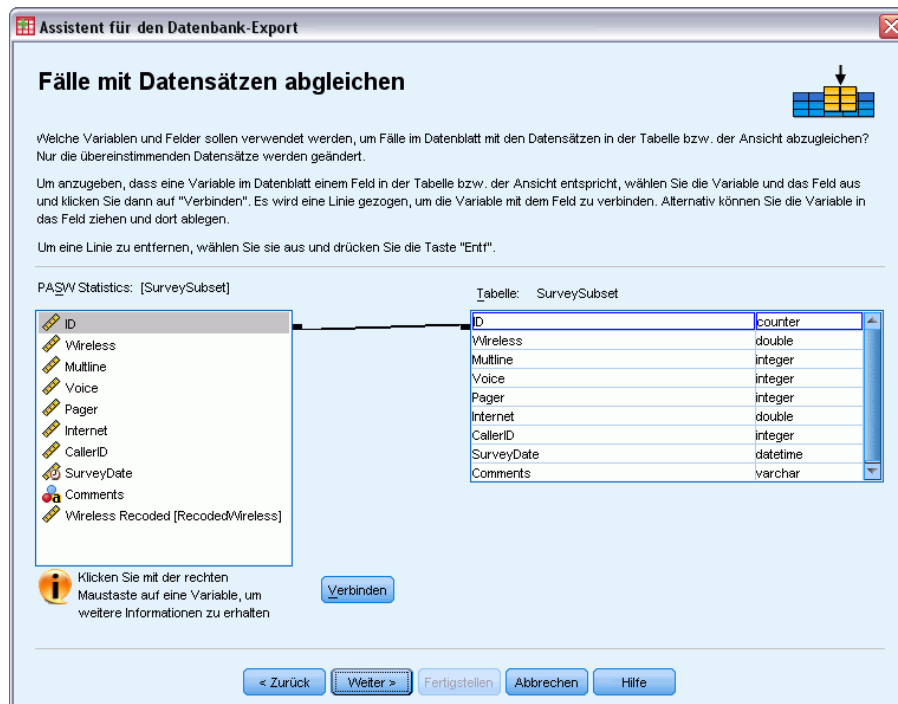 Assistent für den Datenbank-Export
Fälle mit Datensätzen abgleichen
Welche Variablen und Felder sollen verwendet werden, um Fälle im Datenblatt mit den Datensätzen in der Tabelle bzw. der Ansicht abzugleichen?
Nur die übereinstimmenden Datensätze werden geändert.
Um anzugeben, dass eine Variable im Datenblatt einem Feld in der Tabelle bzw. der Ansicht entspricht, wählen Sie die Variable und das Feld aus
und klicken Sie dann auf "Verbinden". Es wird eine Linie gezogen, um die Variable mit dem Feld zu verbinden. Alternativ können Sie die Variable in
das Feld ziehen und dort ablegen.
Um eine Linie zu entfernen, wählen Sie sie aus und drücken Sie die Taste "Entf".
PASW Statistics: [SurveySubset]
ID
Wireless
Multline
Voice
Pager
Internet
CallerID
SurveyDate
Comments
Wireless Recoded [RecodedWireless]
Tabelle: SurveySubset
ID counter
Wireless double
Multline integer
Voice integer
Pager integer
Internet double
CallerID integer
SurveyDate datetime
Comments varchar
Klicken Sie mit der rechten
Maustaste auf eine Variable, um
weitere Informationen zu erhalten
Verbinden
< Zurück Weiter > Fertigstellen Abbrechen Hilfe